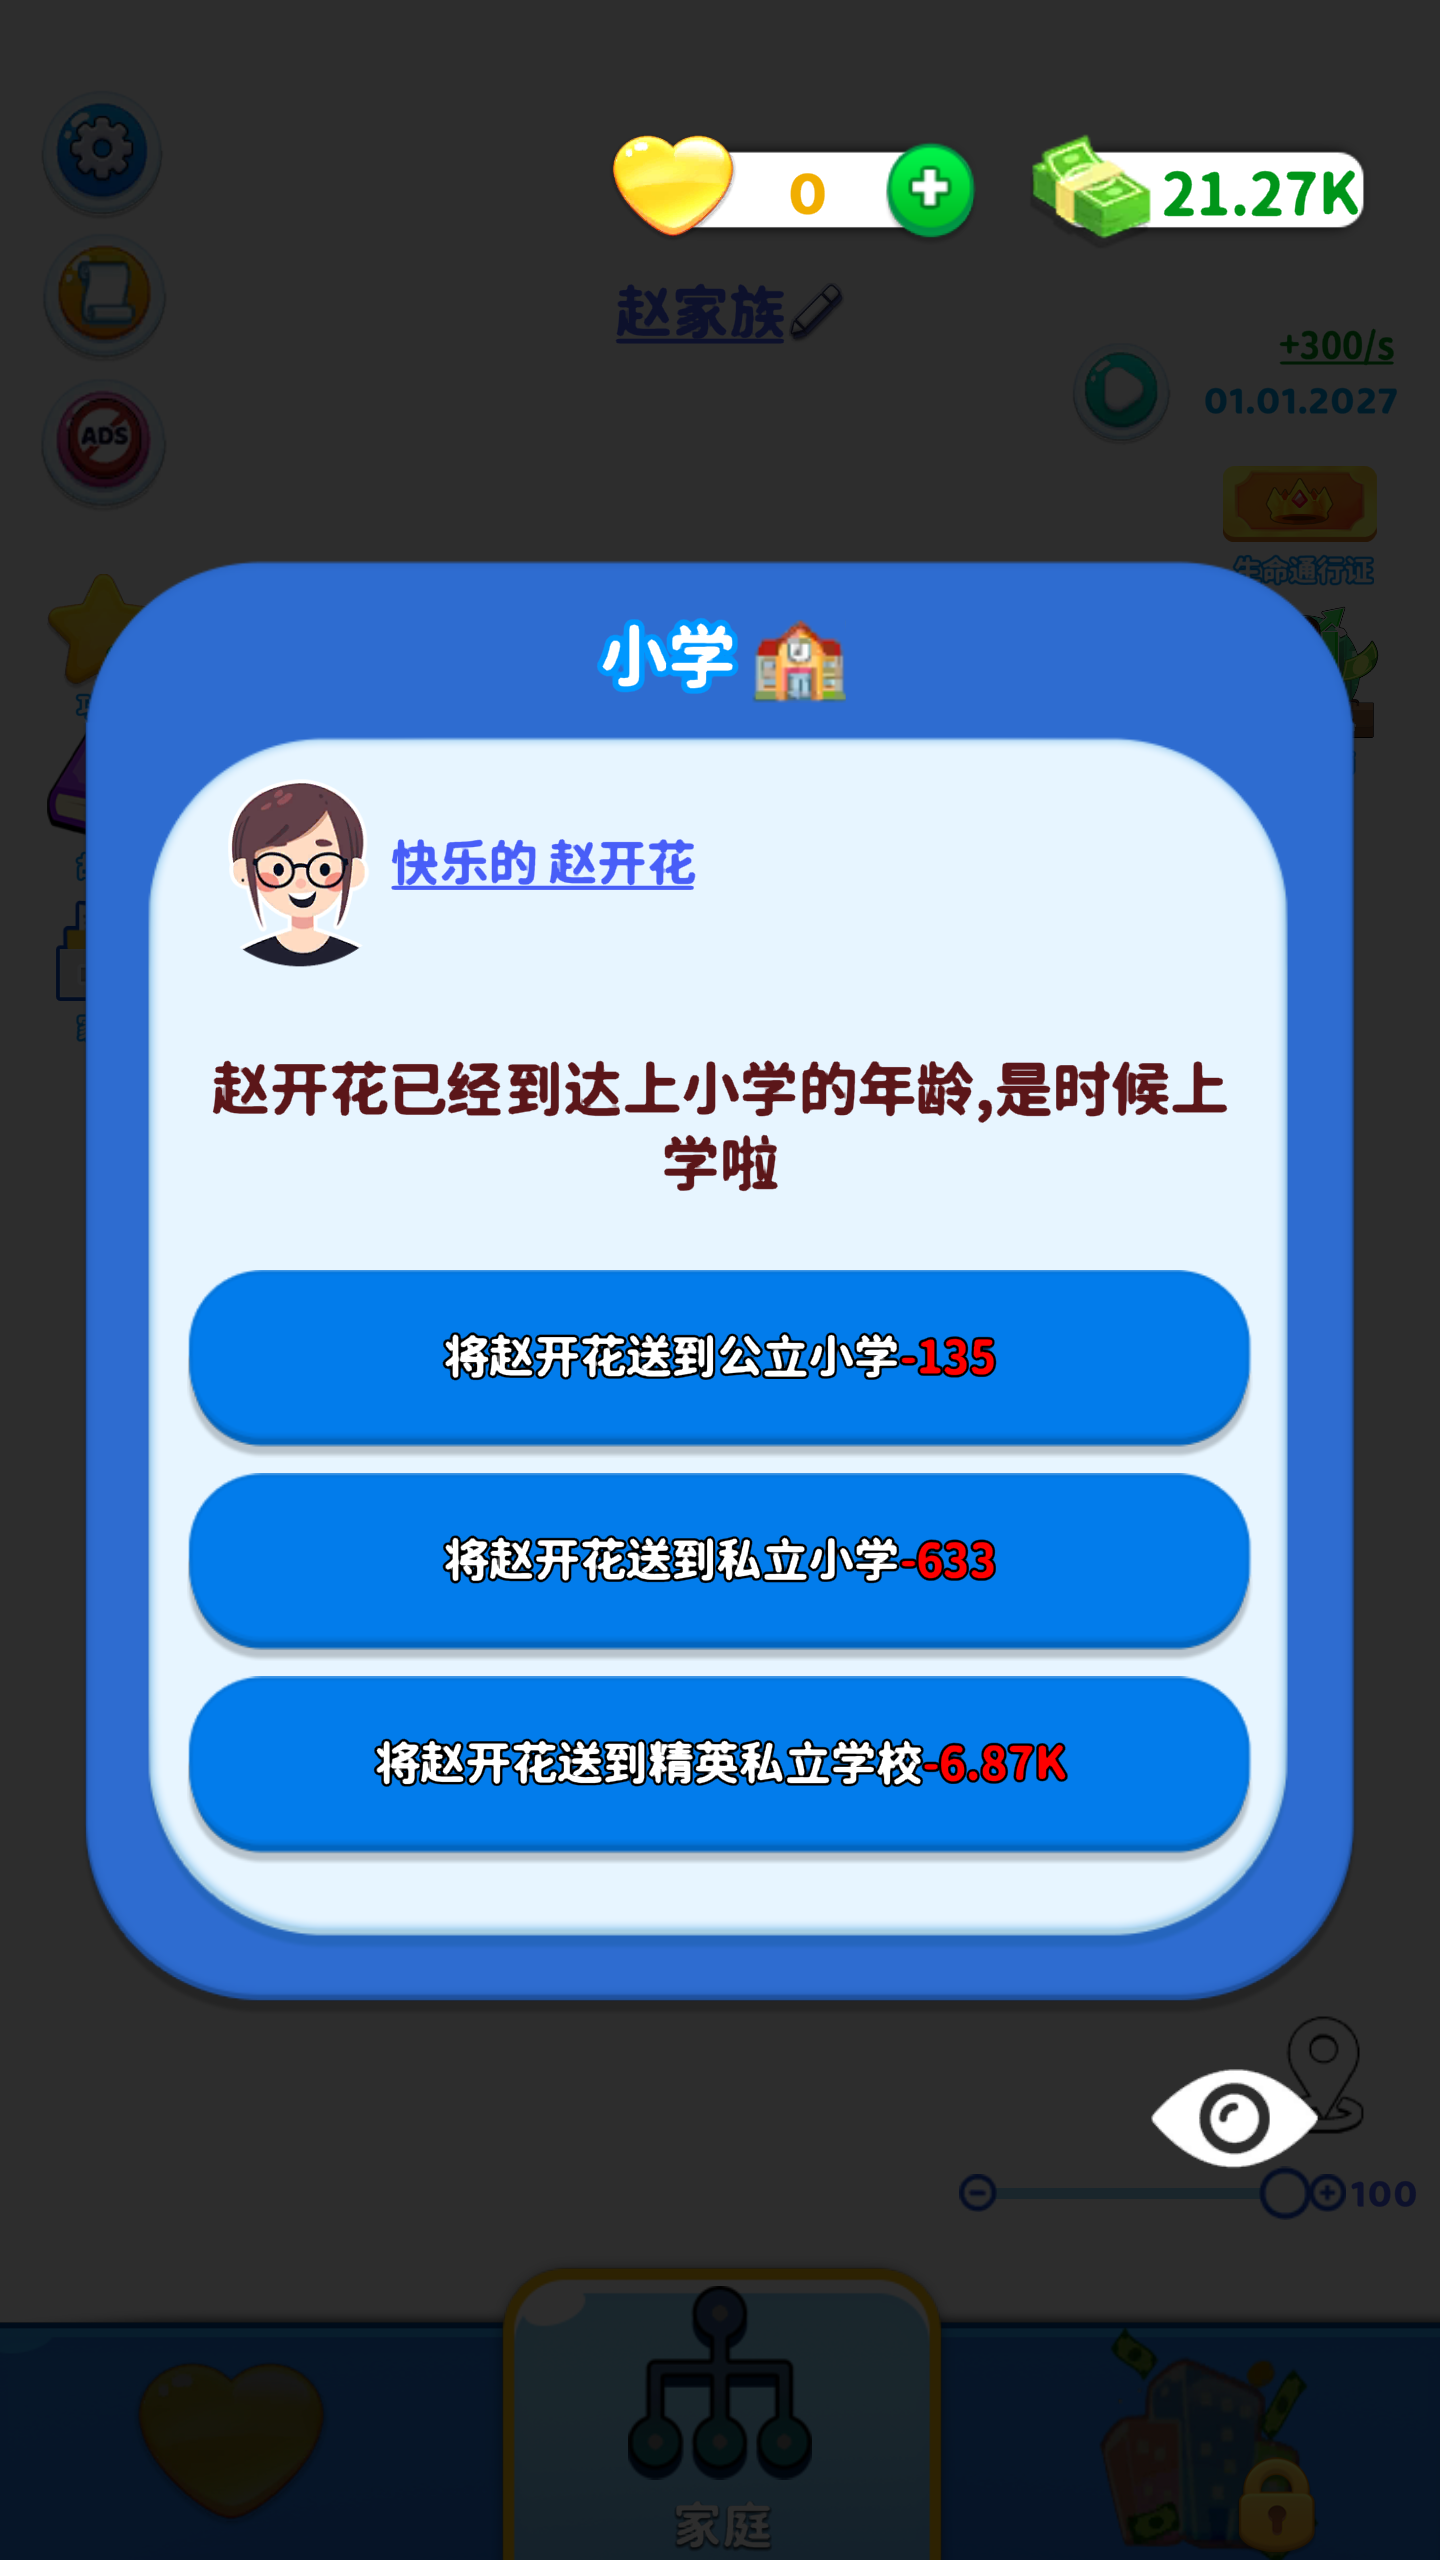 0
21.27K
赵家族
+300/s
01.01.2027
ADS
生命通行证
小学
快乐的 赵开花
赵开花已经到达上小学的年龄,是时候上
学啦
将赵开花送到公立小学-135
将赵开花送到私立小学-633
将赵开花送到精英私立学校-6.87K
100
家庭